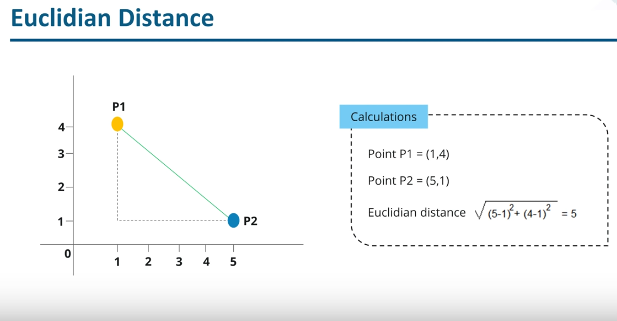 Euclidian Distance
P1
Calculations
4
3
Point P1 = (1,4)
2
Point P2 = (5,1)
1
P2
Euclidian distance √(5-1)²+ (4-1)² = 5
0
1 2 3 4 5